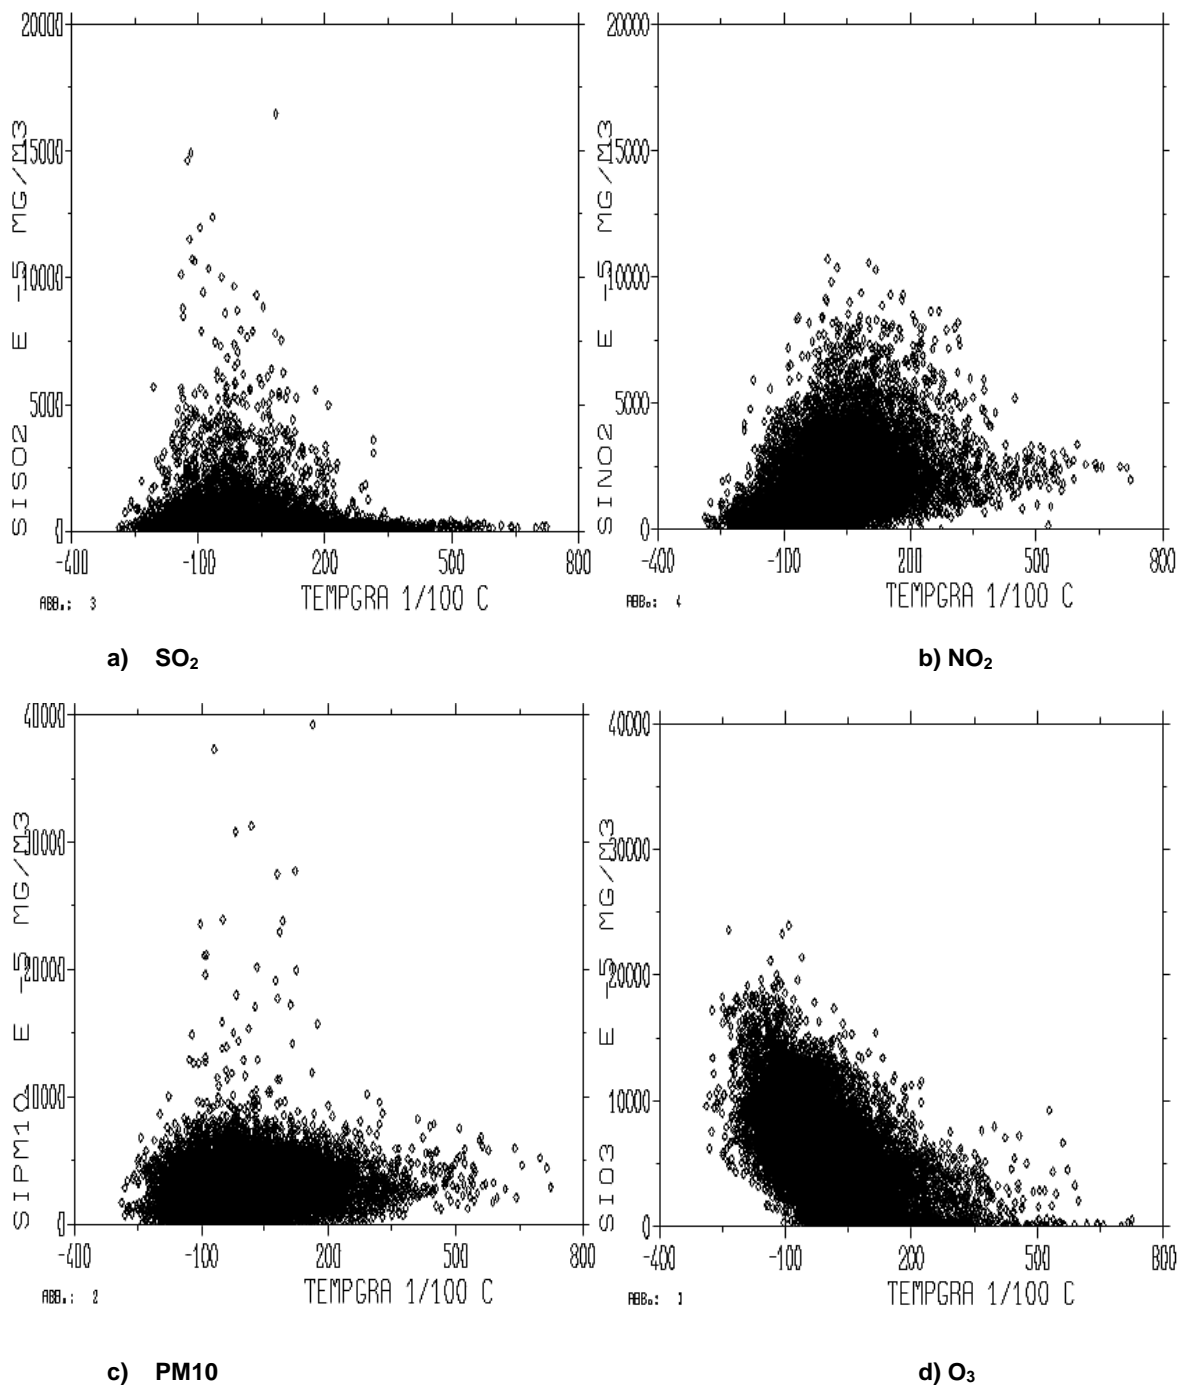 20000
15000
10000
5000
0
SISO2 E -5 MG/M3
-400 -100 200 500 800
TEMPGRA 1/100 C
ABB.: 3
20000
15000
10000
5000
0
SINO2 E -5 MG/M3
-400 -100 200 500 800
TEMPGRA 1/100 C
ABB.: 4
a) SO₂
b) NO₂
40000
30000
20000
10000
0
SIPM10 E -5 MG/M3
-400 -100 200 500 800
TEMPGRA 1/100 C
ABB.: 2
40000
30000
20000
10000
0
SIO3 E -5 MG/M3
-400 -100 200 500 800
TEMPGRA 1/100 C
ABB.:
c) PM10
d) O₃